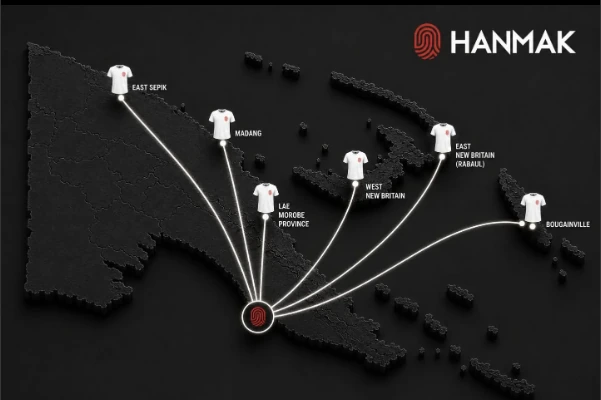 HANMAK
EAST SEPIK
MADANG
EAST
NEW BRITAIN
(RABAUL)
WEST
NEW BRITAIN
LAE
MOROBE
PROVINCE
BOUGAINVILLE